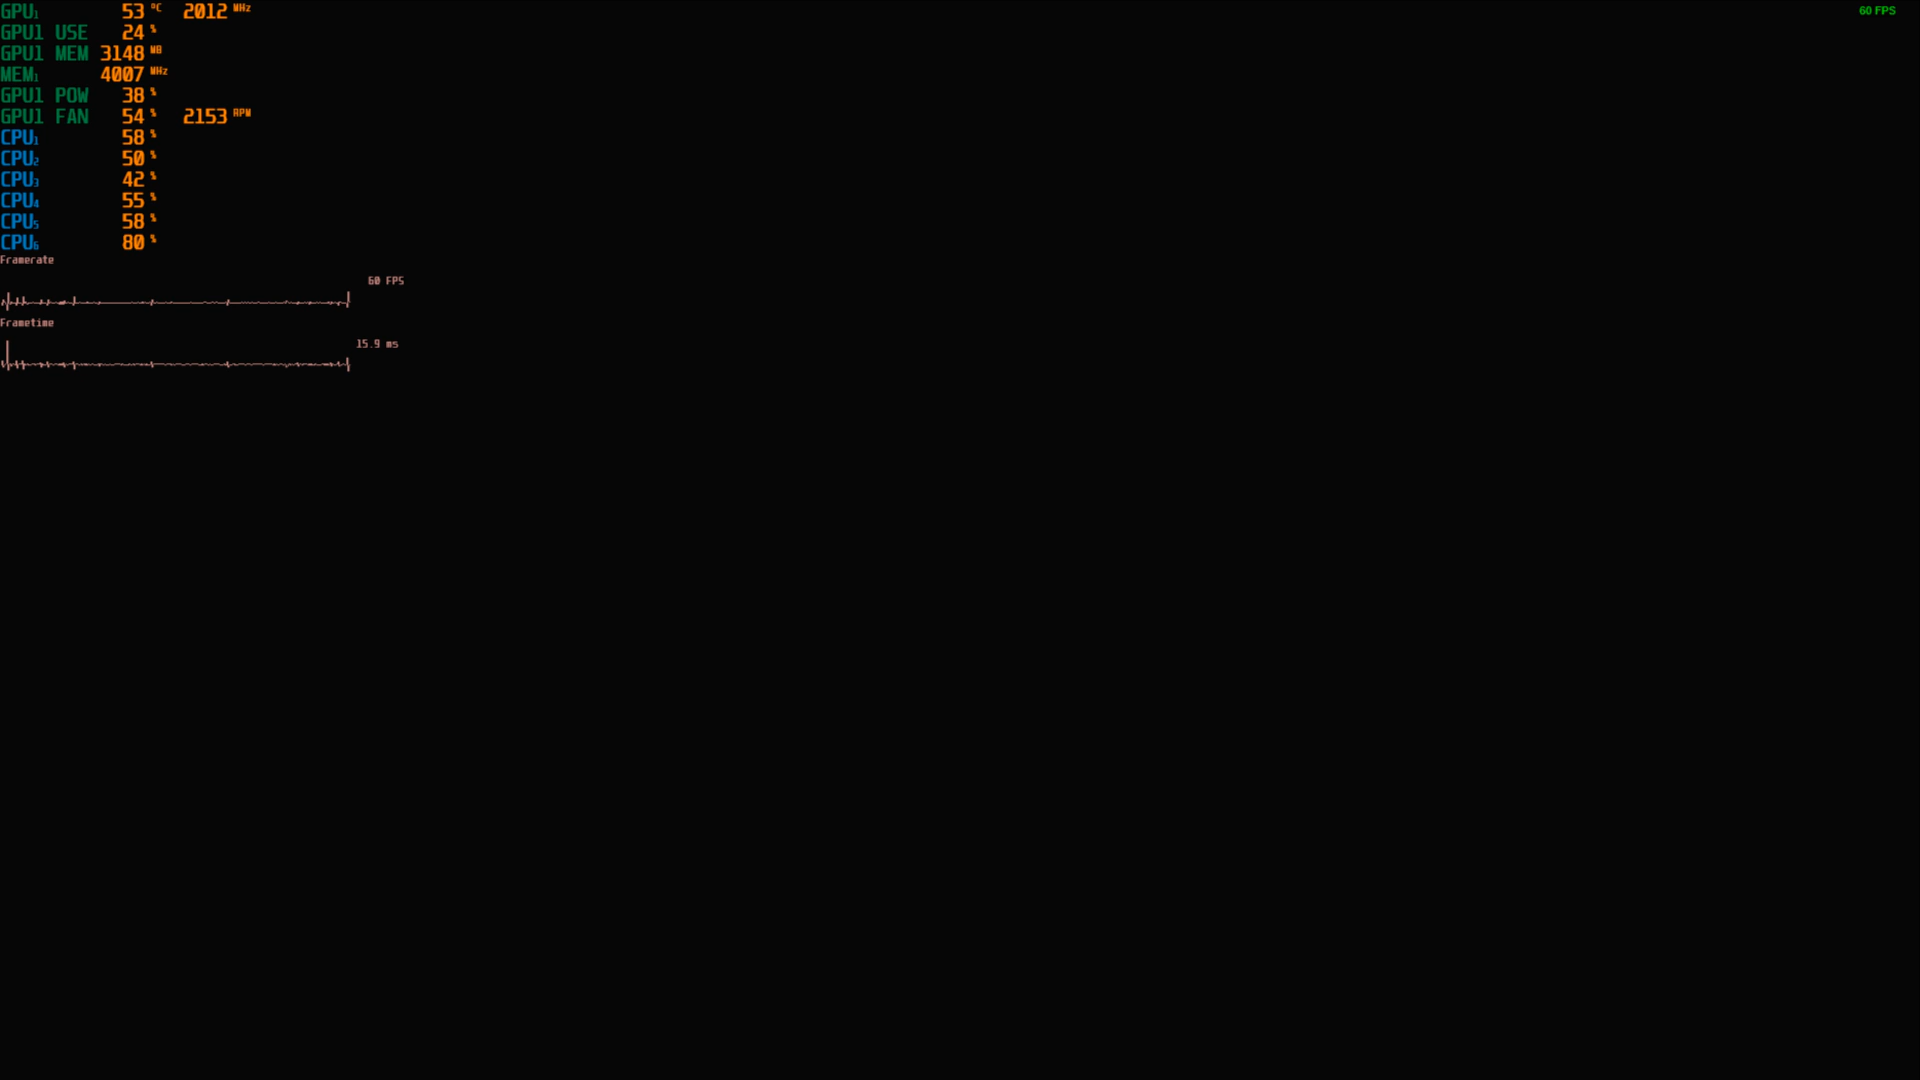 GPU1 53 °C 2012 MHz
60 FPS
GPU1 USE 24 %
GPU1 MEM 3148 MB
MEM1 4007 MHz
GPU1 POW 38 %
GPU1 FAN 54 % 2153 RPM
CPU1 58 %
CPU2 50 %
CPU3 42 %
CPU4 55 %
CPU5 58 %
CPU6 80 %
Framerate
60 FPS
Frametime
15.9 ms